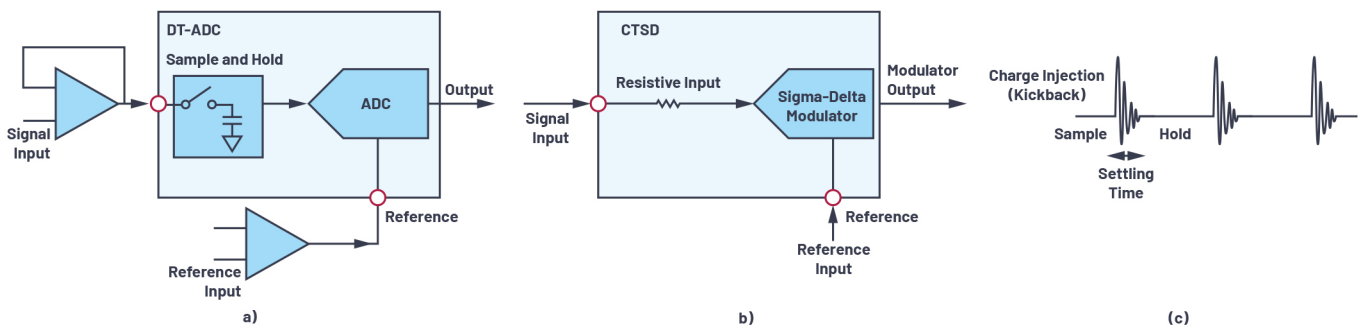 DT-ADC
Sample and Hold
ADC
Output
Signal
Input
Reference
Reference
Input
a)
CTSD
Resistive Input
Sigma-Delta
Modulator
Modulator
Output
Signal
Input
Reference
Reference
Input
b)
Charge Injection
(Kickback)
Sample
Hold
Settling
Time
(c)